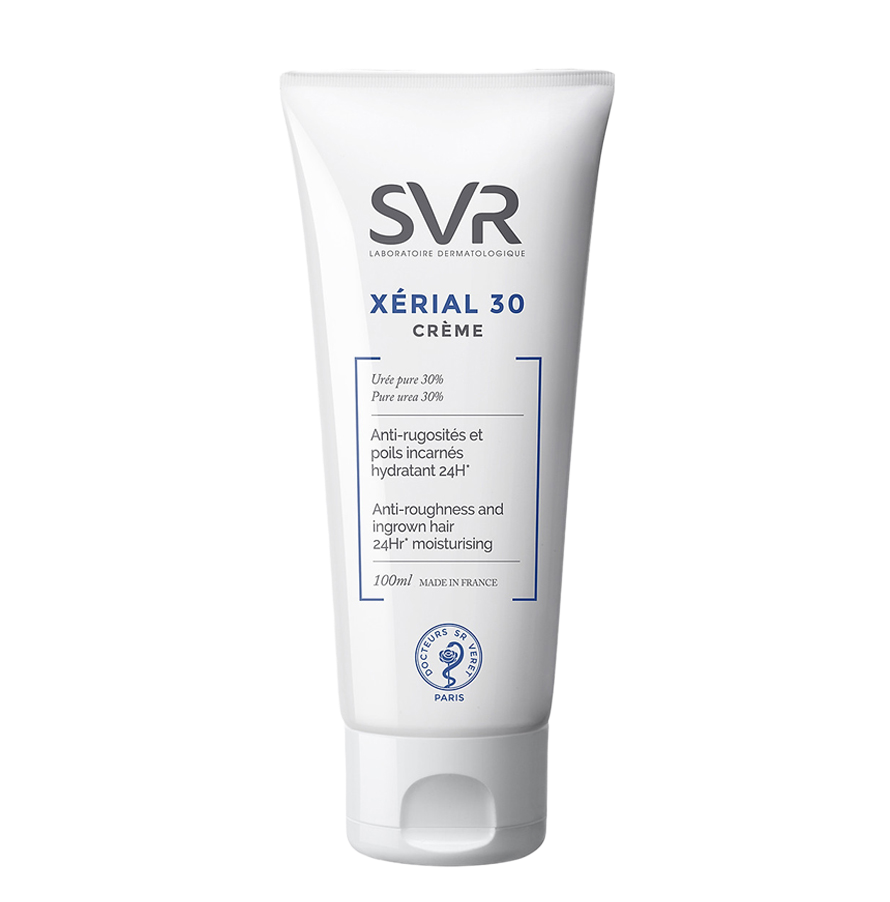 SVR
LABORATOIRE DERMATOLOGIQUE
XÉRIAL 30
CRÈME
Urée pure 30%
Pure urea 30%
Anti-rugosités et
poils incarnés
hydratant 24H*
Anti-roughness and
ingrown hair
24Hr* moisturising
100ml MADE IN FRANCE
DOCTEURS SR VERET
PARIS